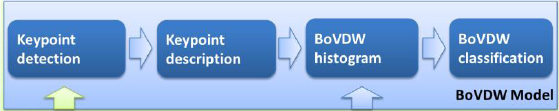 Keypoint
detection
Keypoint
description
BoVDW
histogram
BoVDW
classification
BoVDW Model